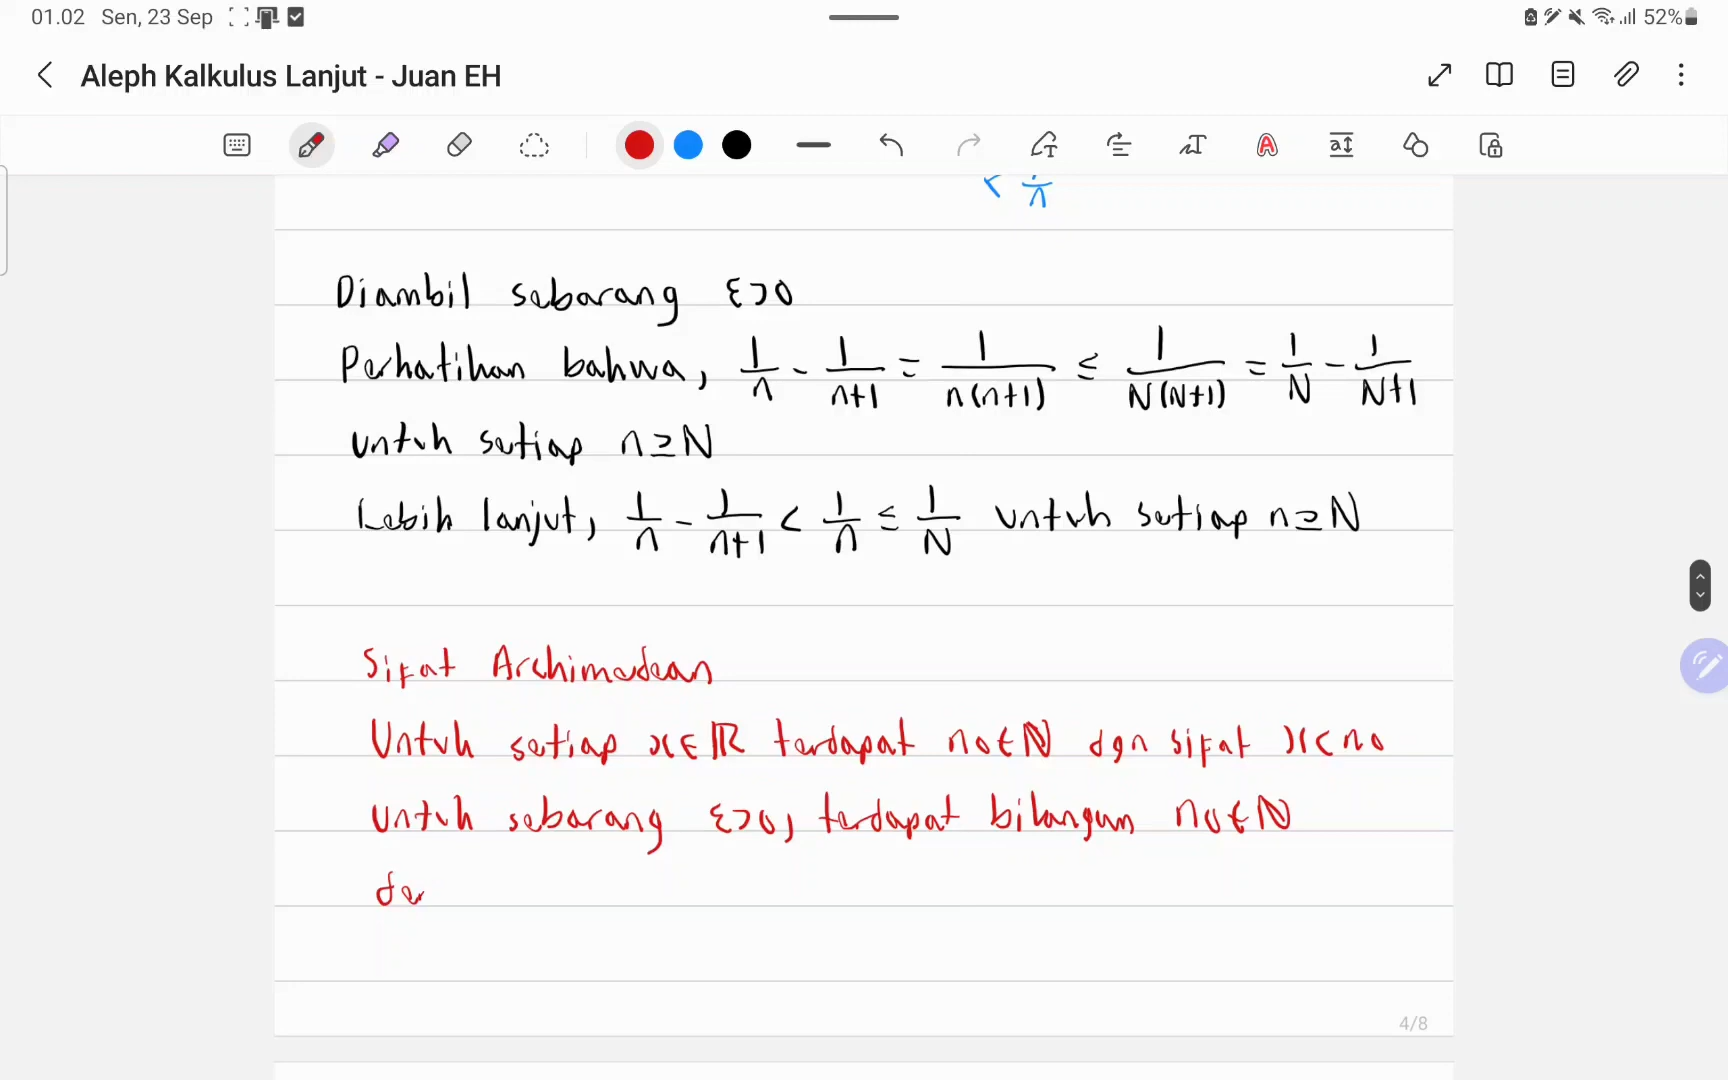 01.02 Sen, 23 Sep 52%
Aleph Kalkulus Lanjut - Juan EH
< 1/n
Diambil sebarang ε>0
Perhatikan bahwa, 1/n - 1/(n+1) = 1/(n(n+1)) ≤ 1/(N(N+1)) = 1/N - 1/(N+1)
untuk setiap n≥N
Lebih lanjut, 1/n - 1/(n+1) < 1/n ≤ 1/N untuk setiap n≥N
Sifat Archimedean
Untuk setiap x∈ℝ terdapat n0∈ℕ dgn sifat x<n0
untuk sebarang ε>0, terdapat bilangan n0∈ℕ
der
4/8